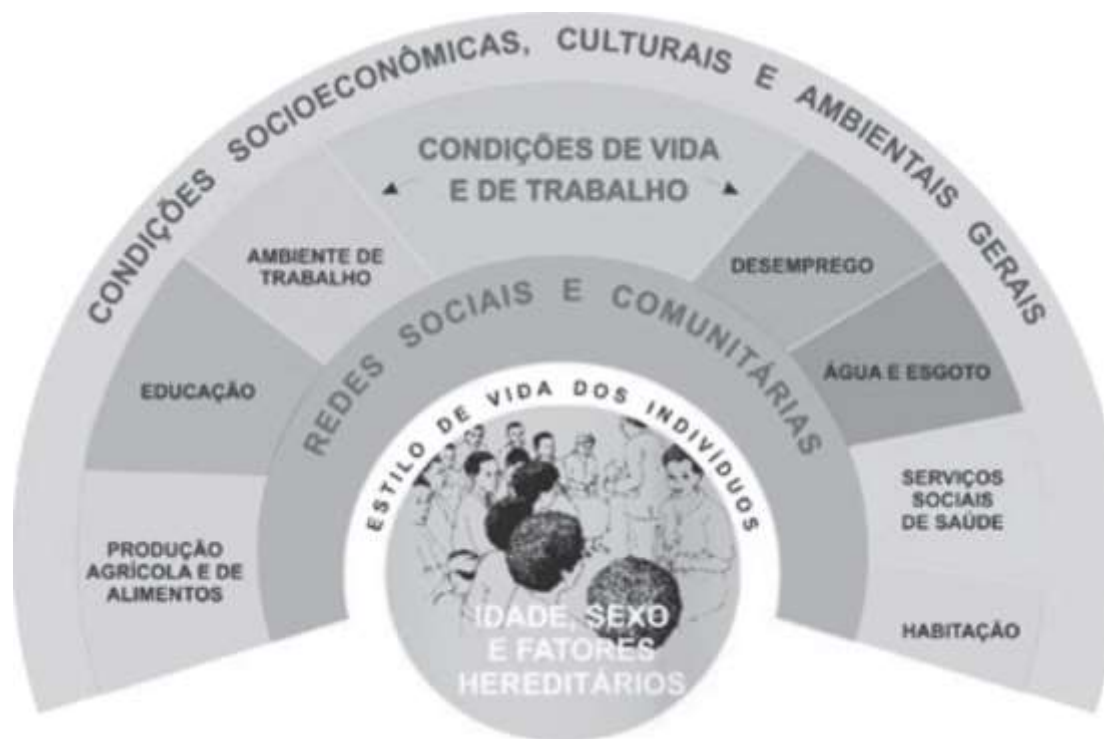 CONDIÇÕES SOCIOECONÔMICAS, CULTURAIS E AMBIENTAIS GERAIS
CONDIÇÕES DE VIDA
E DE TRABALHO
AMBIENTE DE
TRABALHO
DESEMPREGO
REDES SOCIAIS E COMUNITÁRIAS
EDUCAÇÃO
ÁGUA E ESGOTO
ESTILO DE VIDA DOS INDIVÍDUOS
SERVIÇOS
SOCIAIS
DE SAÚDE
PRODUÇÃO
AGRÍCOLA E DE
ALIMENTOS
HABITAÇÃO
IDADE, SEXO
E FATORES
HEREDITÁRIOS